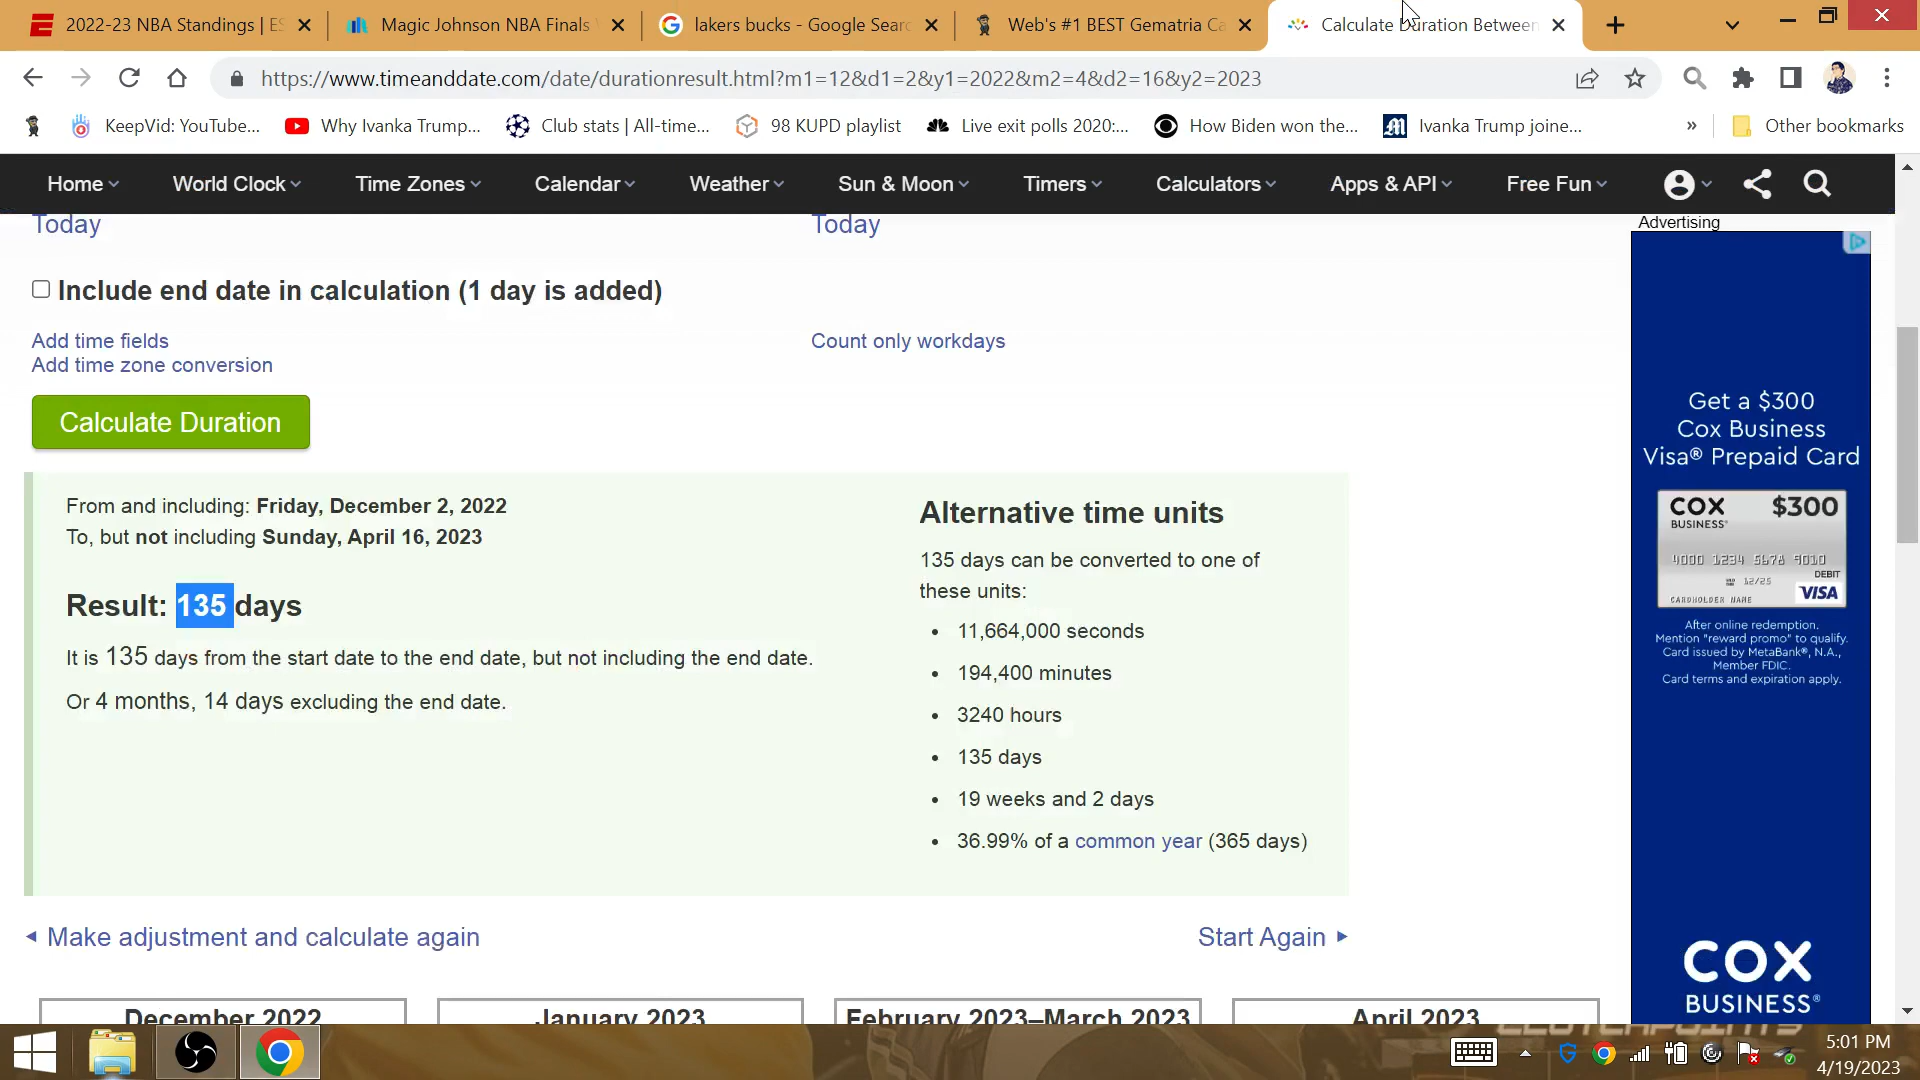 2022-23 NBA Standings | ES
Magic Johnson NBA Finals
lakers bucks - Google Sear
Web's #1 BEST Gematria Ca
Calculate Duration Between
https://www.timeanddate.com/date/durationresult.html?m1=12&d1=2&y1=2022&m2=4&d2=16&y2=2023
KeepVid: YouTube...
Why Ivanka Trump...
Club stats | All-time...
98 KUPD playlist
Live exit polls 2020:...
How Biden won the...
Ivanka Trump joine...
»
Other bookmarks
Home
World Clock
Time Zones
Calendar
Weather
Sun & Moon
Timers
Calculators
Apps & API
Free Fun
Today
Today
Advertising
Include end date in calculation (1 day is added)
Add time fields
Count only workdays
Add time zone conversion
Calculate Duration
From and including: Friday, December 2, 2022
To, but not including Sunday, April 16, 2023
Result: 135 days
It is 135 days from the start date to the end date, but not including the end date.
Or 4 months, 14 days excluding the end date.
Alternative time units
135 days can be converted to one of
these units:
11,664,000 seconds
194,400 minutes
3240 hours
135 days
19 weeks and 2 days
36.99% of a common year (365 days)
Make adjustment and calculate again
Start Again
December 2022
January 2023
February 2023–March 2023
April 2023
Get a $300
Cox Business
Visa® Prepaid Card
COX
BUSINESS
$300
4000 1234 5678 9010
DEBIT
12/25
CARDHOLDER NAME
VISA
After online redemption.
Mention "reward promo" to qualify.
Card issued by MetaBank®, N.A.,
Member FDIC.
Card terms and expiration apply.
COX
BUSINESS®
CLUTCHPOINTS
5:01 PM
4/19/2023